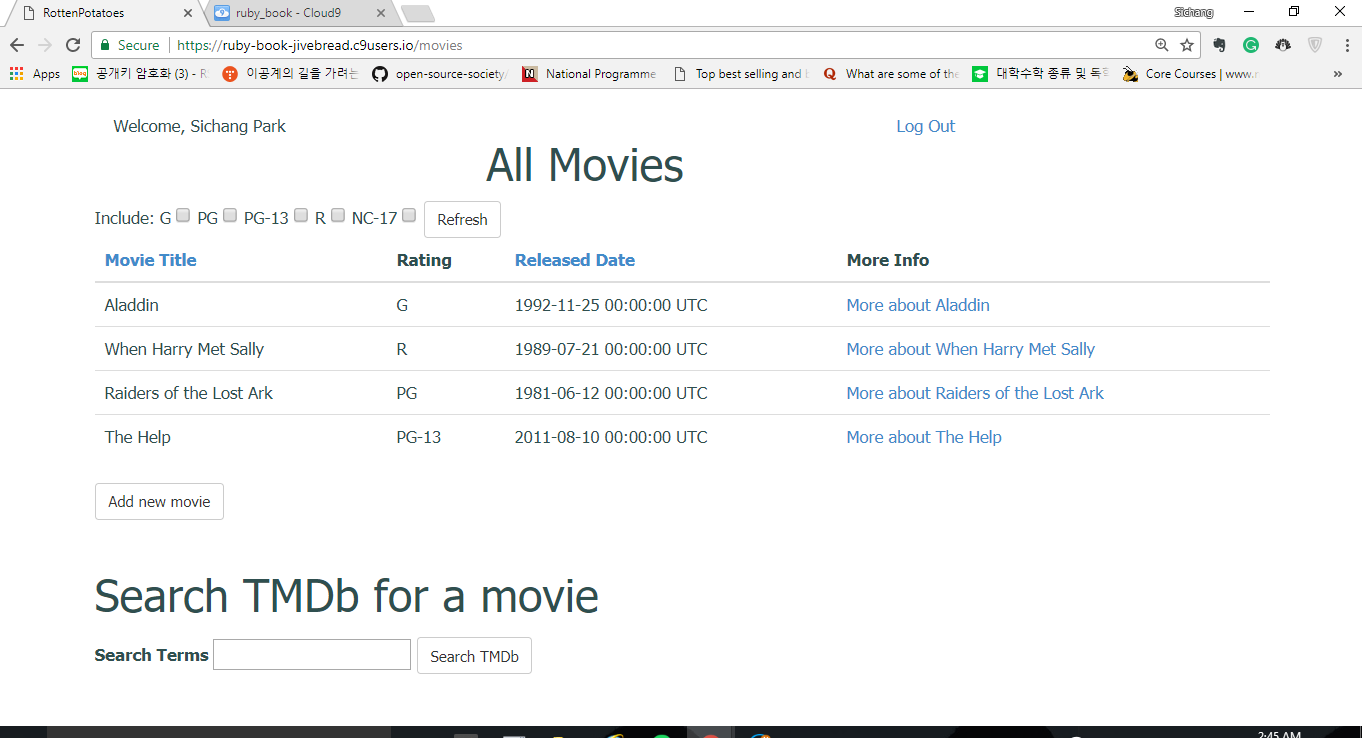 RottenPotatoes
ruby_book - Cloud9
Sichang
Secure
https://ruby-book-jivebread.c9users.io/movies
Apps
공개키 암호화 (3) - R
이공계의 길을 가려는
open-source-society/
National Programme
Top best selling and
What are some of the
대학수학 종류 및
Core Courses | www.
Welcome, Sichang Park
Log Out
All Movies
Include: G PG PG-13 R NC-17 Refresh
Movie Title Rating Released Date More Info
Aladdin G 1992-11-25 00:00:00 UTC More about Aladdin
When Harry Met Sally R 1989-07-21 00:00:00 UTC More about When Harry Met Sally
Raiders of the Lost Ark PG 1981-06-12 00:00:00 UTC More about Raiders of the Lost Ark
The Help PG-13 2011-08-10 00:00:00 UTC More about The Help
Add new movie
Search TMDb for a movie
Search Terms Search TMDb
2:45 AM